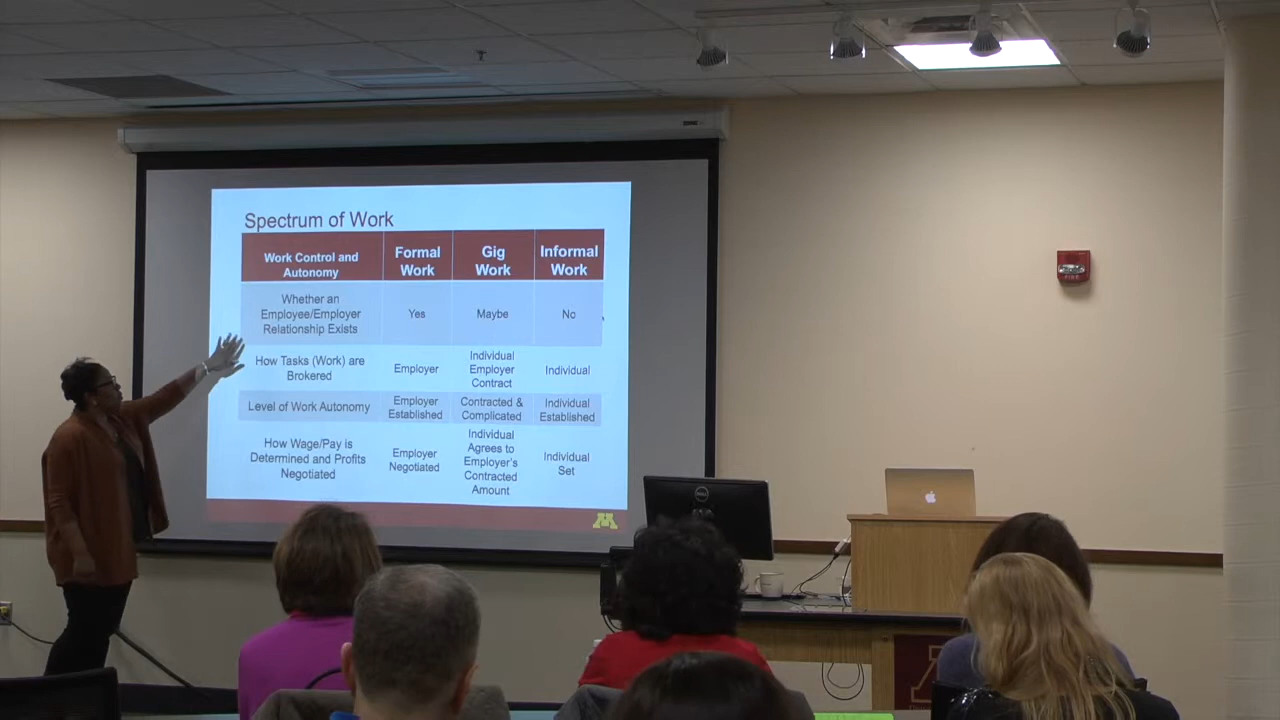 Spectrum of Work
Work Control and
Autonomy
Formal
Work
Gig
Work
Informal
Work
Whether an
Employee/Employer
Relationship Exists
Yes
Maybe
No
How Tasks (Work) are
Brokered
Employer
Individual
Employer
Contract
Individual
Level of Work Autonomy
Employer
Established
Contracted &
Complicated
Individual
Established
How Wage/Pay is
Determined and Profits
Negotiated
Employer
Negotiated
Individual
Agrees to
Employer's
Contracted
Amount
Individual
Set
M
DELL
FIRE